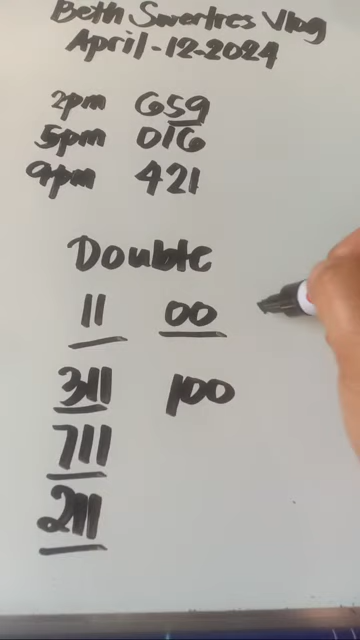 Beth Swertres Vlog
April-12-2024
2pm 659
5pm 016
9pm 421
Double
11 00
311 100
711
211